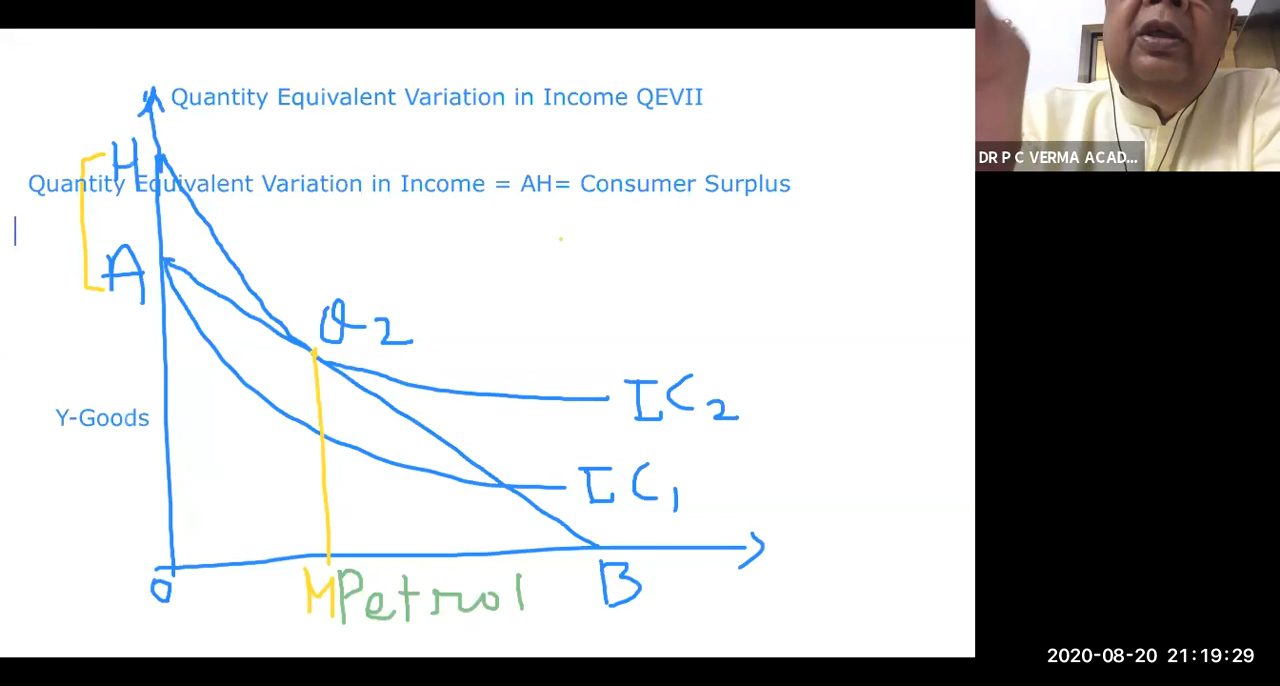 Quantity Equivalent Variation in Income QEVII
H
Quantity Equivalent Variation in Income = AH= Consumer Surplus
A
Q2
IC2
Y-Goods
IC1
O
M Petrol
B
DR P C VERMA ACAD...
2020-08-20 21:19:29